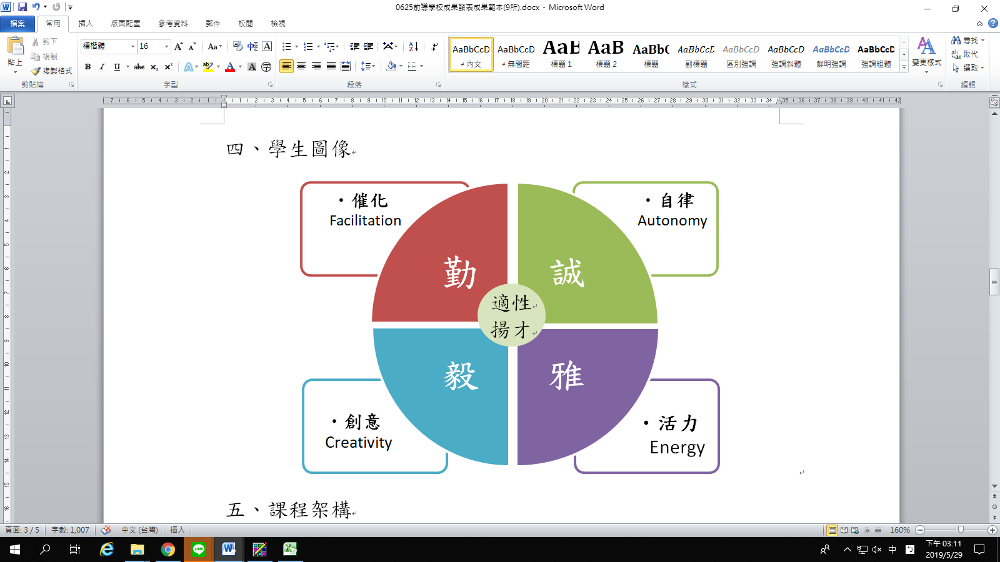 0625前導學校成果發表成果範本(9所).docx - Microsoft Word
檔案 常用 插入 版面配置 參考資料 郵件 校閱 檢視
貼上
剪下
複製
複製格式
剪貼簿
標楷體 16
字型
段落
AaBbCcD AaBbCcD AaB AaB AaBbC AaBbCcD AaBbCcD AaBbCcD AaBbCcD AaBbCcD
內文 無間距 標題 1 標題 2 標題 副標題 區別強調 強調斜體 鮮明強調 強調粗體
樣式
變更樣式
尋找
取代
選取
編輯
四、學生圖像
・催化
Facilitation
・自律
Autonomy
勤
誠
適性
揚才
毅
雅
・創意
Creativity
・活力
Energy
五、課程架構
頁面: 3 / 5 字數: 1,007 中文 (台灣) 插入 160%
下午 03:11
2019/5/29
中